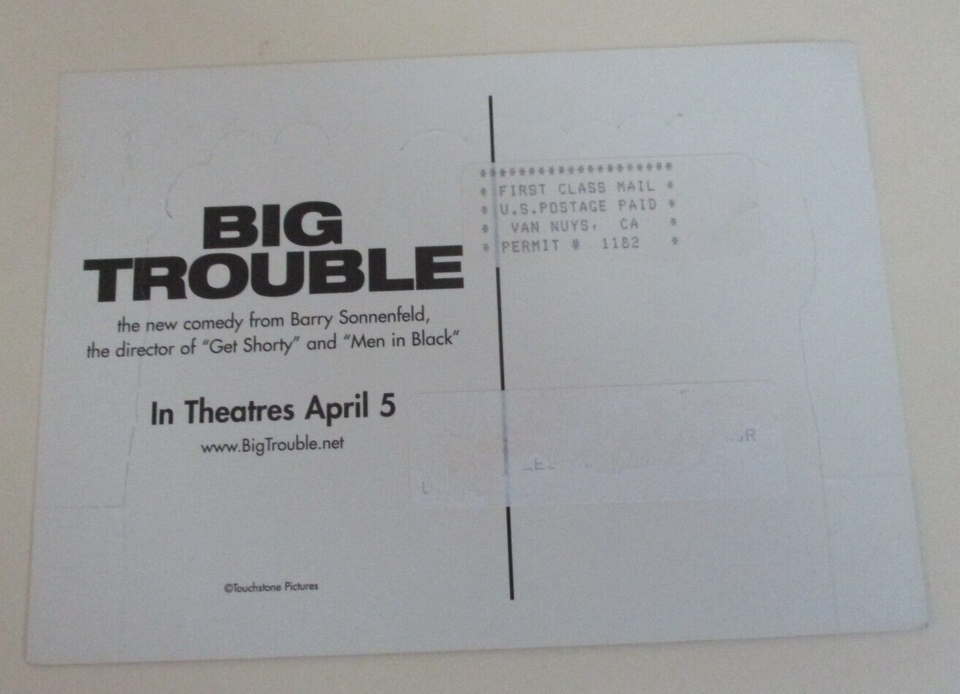 BIG
TROUBLE
the new comedy from Barry Sonnenfeld,
the director of “Get Shorty” and “Men in Black”
In Theatres April 5
www.BigTrouble.net
©Touchstone Pictures
********************
* FIRST CLASS MAIL *
* U.S.POSTAGE PAID *
* VAN NUYS, CA *
* PERMIT # 1182 *